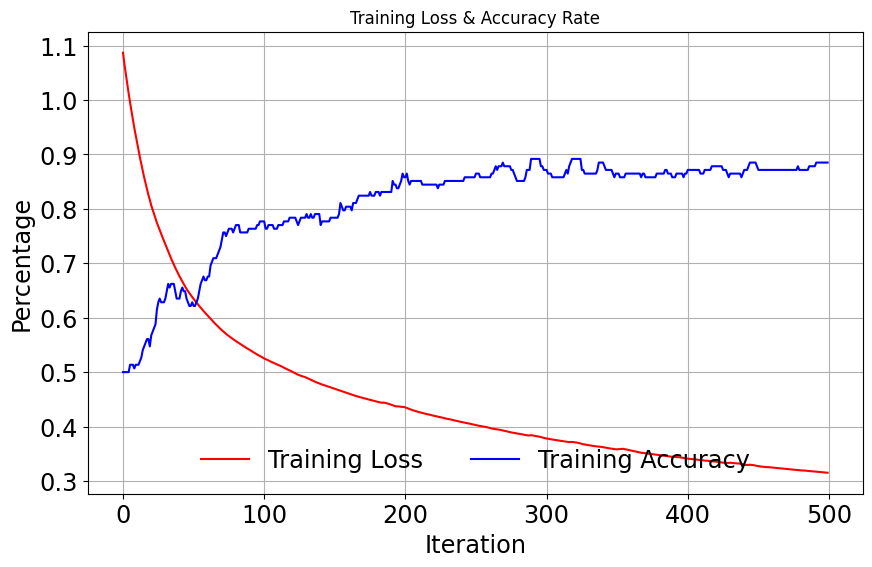 Training Loss & Accuracy Rate
Percentage
1.1
1.0
0.9
0.8
0.7
0.6
0.5
0.4
0.3
Training Loss Training Accuracy
0 100 200 300 400 500
Iteration